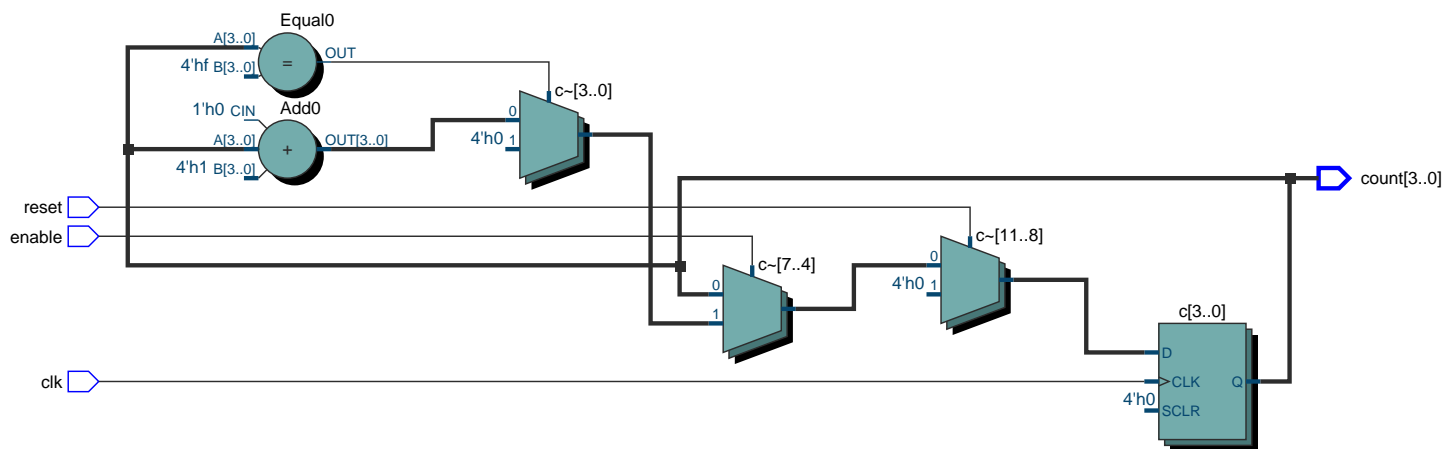 Equal0
A[3..0]
OUT
=
4'hf B[3..0]
c~[3..0]
1'h0 CIN
Add0
0
A[3..0]
OUT[3..0]
+
4'h0 1
4'h1 B[3..0]
count[3..0]
reset
enable
c~[11..8]
c~[7..4]
0
4'h0 1
0
1
c[3..0]
D
clk
CLK
Q
4'h0
SCLR